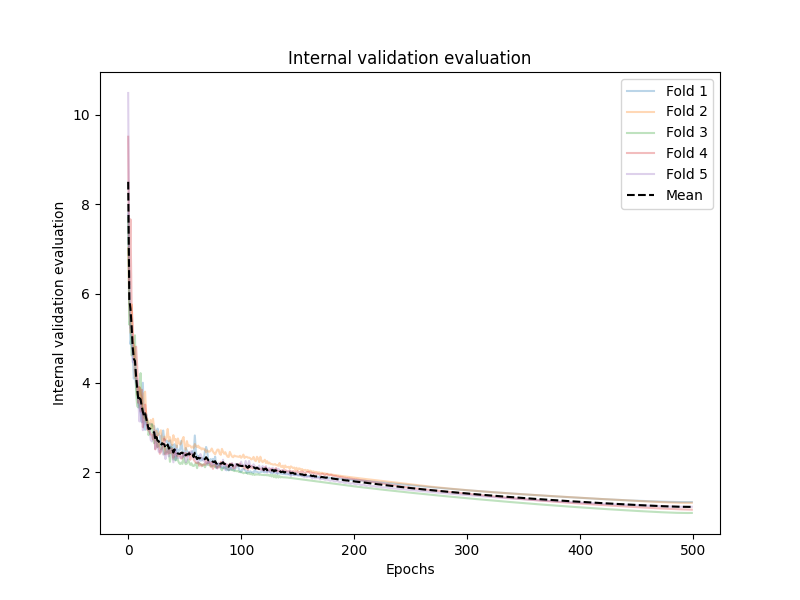 Internal validation evaluation
Internal validation evaluation
10
8
6
4
2
0
100
200
300
400
500
Epochs
Fold 1
Fold 2
Fold 3
Fold 4
Fold 5
Mean